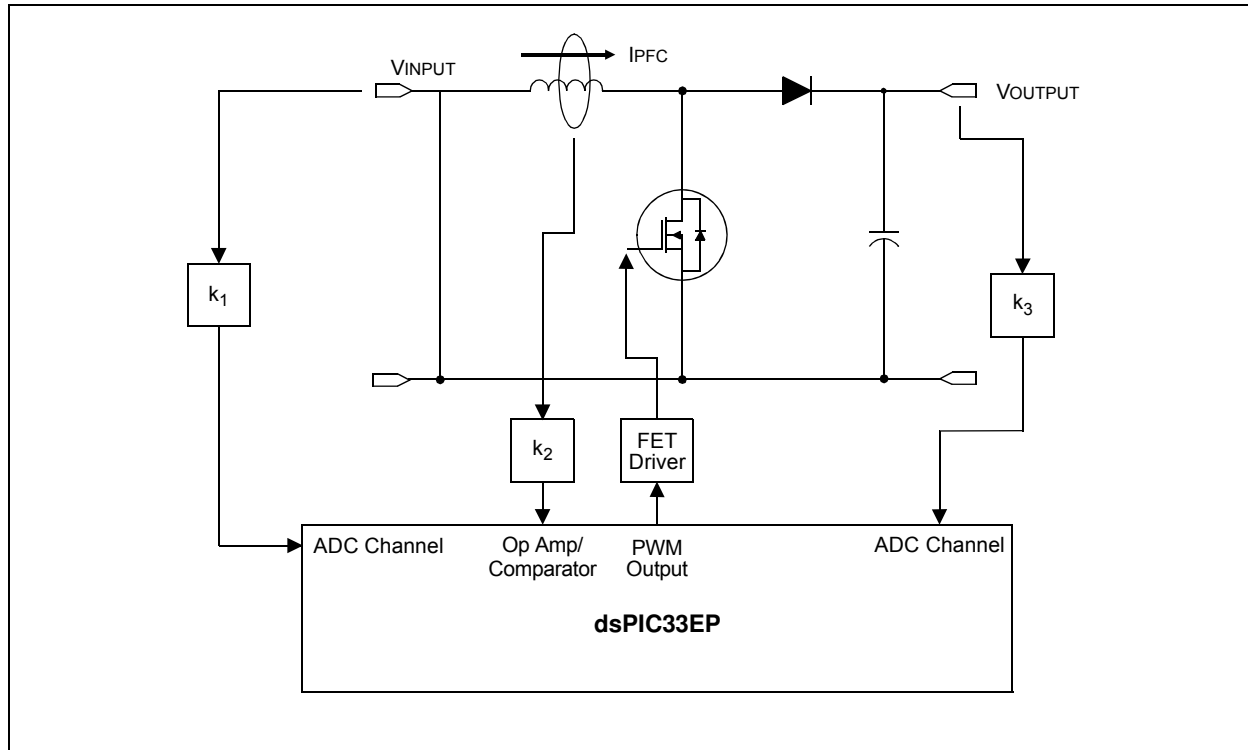 IPFC
VINPUT
VOUTPUT
k1
k3
k2
FET
Driver
ADC Channel
Op Amp/
Comparator
PWM
Output
ADC Channel
dsPIC33EP